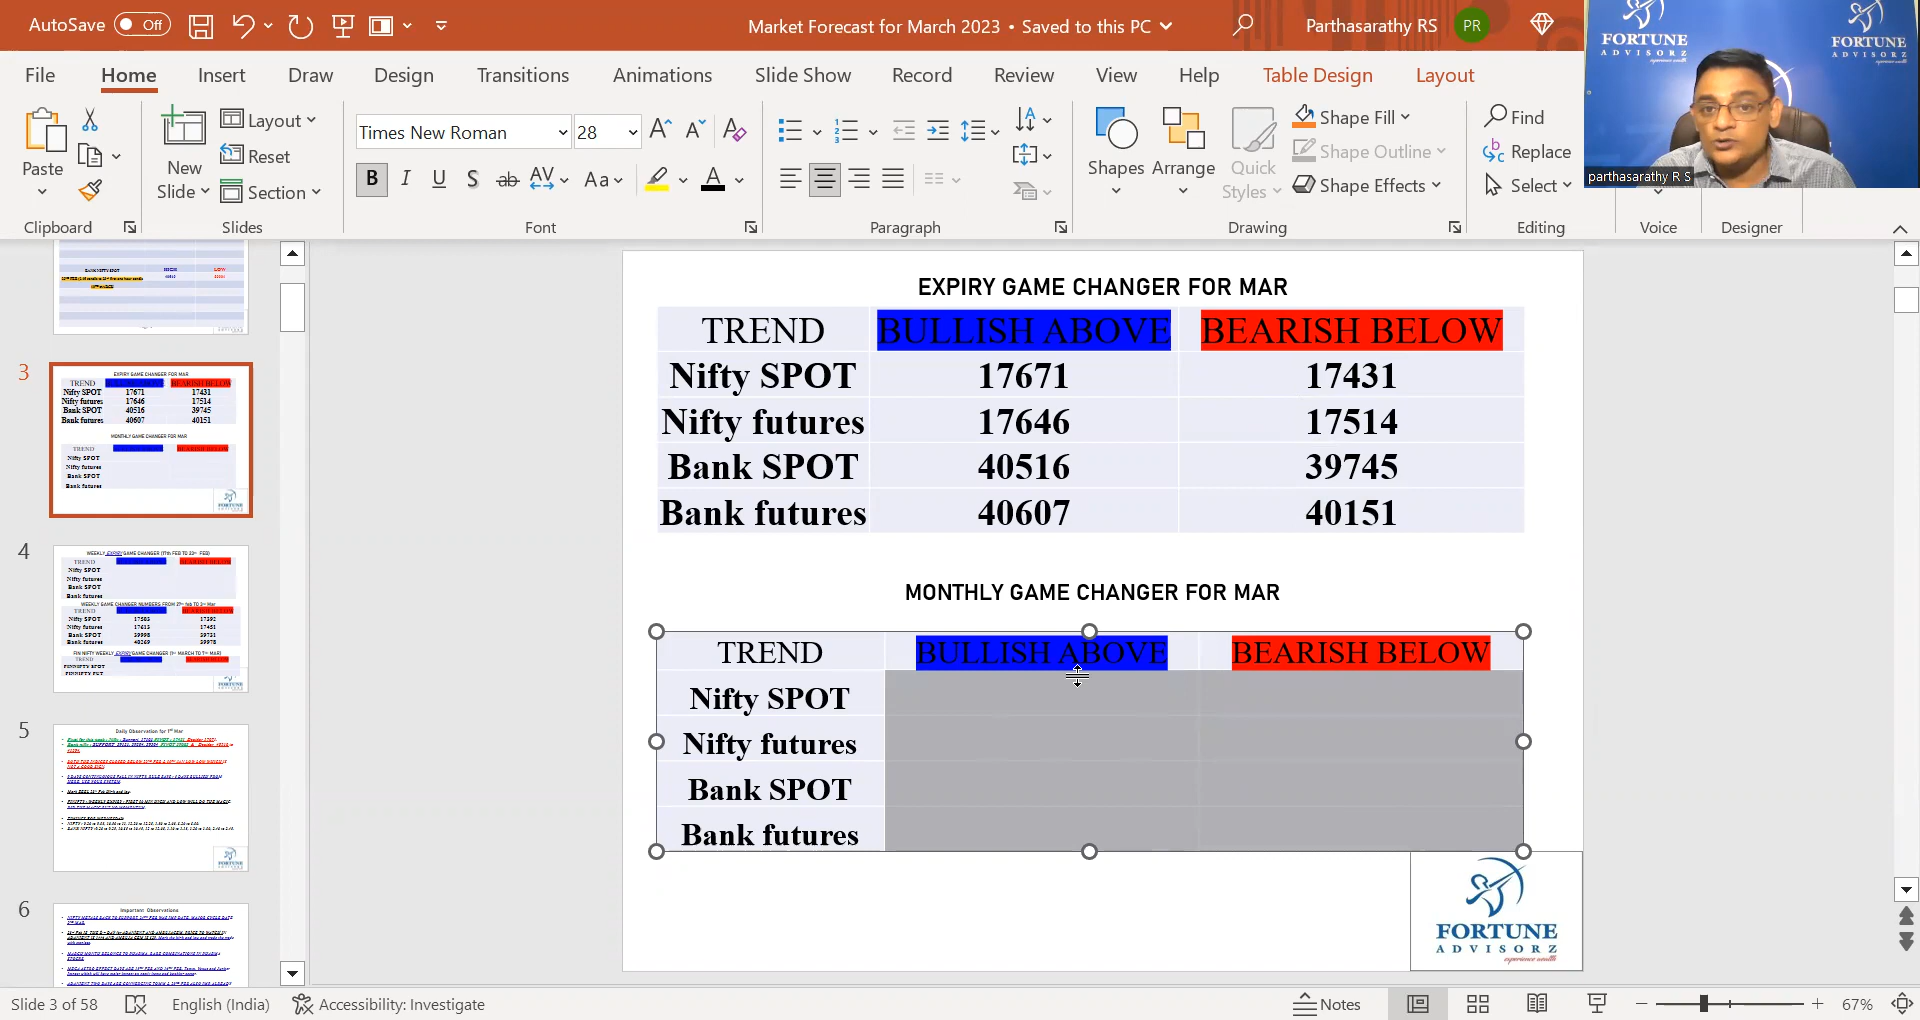 AutoSave Off
Market Forecast for March 2023 • Saved to this PC
Parthasarathy RS PR
FORTUNE
ADVISORZ
FORTUNE
ADVISORZ
parthasarathy R S
File Home Insert Draw Design Transitions Animations Slide Show Record Review View Help Table Design Layout
Paste
New
Slide
Layout
Reset
Section
Times New Roman 28
Shapes Arrange Quick
Styles
Shape Fill
Shape Outline
Shape Effects
Find
Replace
Select
Clipboard Slides Font Paragraph Drawing Editing Voice Designer
3
4
5
6
EXPIRY GAME CHANGER FOR MAR
TREND BULLISH ABOVE BEARISH BELOW
Nifty SPOT 17671 17431
Nifty futures 17646 17514
Bank SPOT 40516 39745
Bank futures 40607 40151
MONTHLY GAME CHANGER FOR MAR
TREND BULLISH ABOVE BEARISH BELOW
Nifty SPOT
Nifty futures
Bank SPOT
Bank futures
FORTUNE
ADVISORZ
experience wealth
Slide 3 of 58 English (India) Accessibility: Investigate Notes 67%